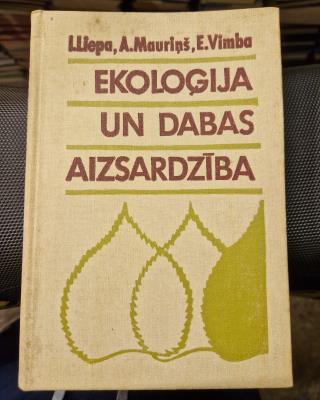 I.Liepa, A.Mauriņš, E.Vimba
EKOLOĢIJA
UN DABAS
AIZSARDZĪBA